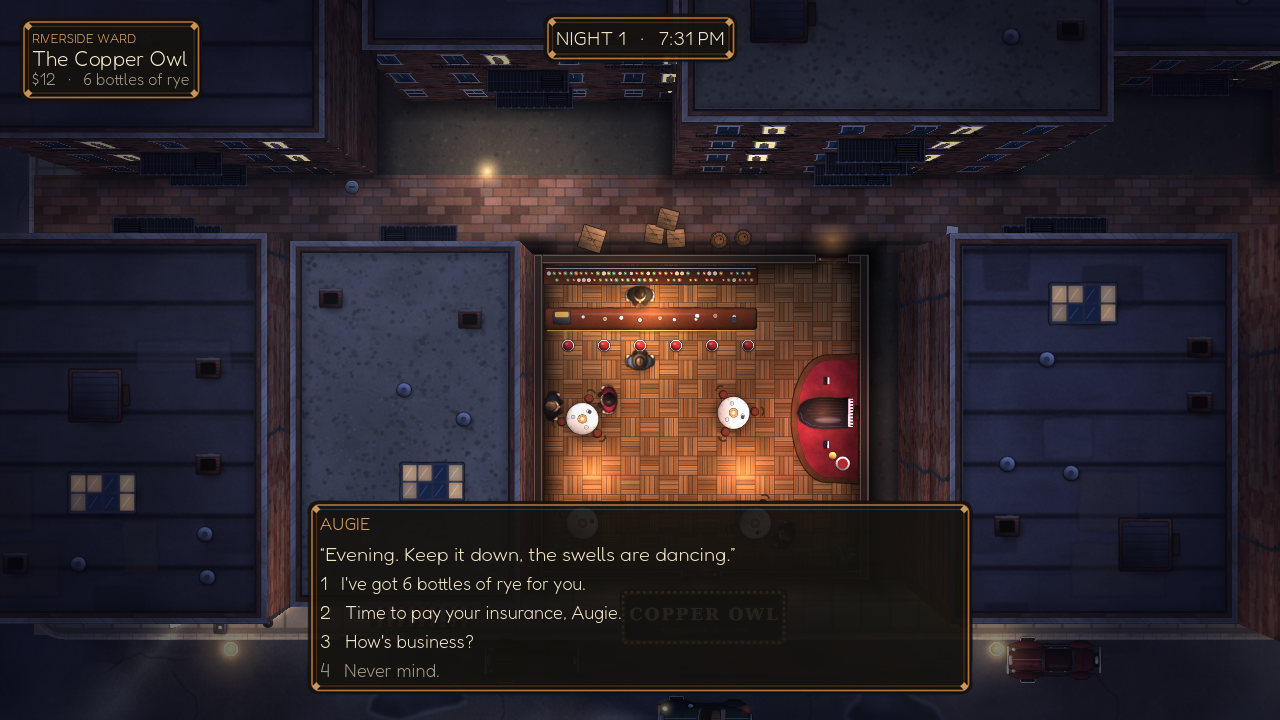 RIVERSIDE WARD
The Copper Owl
$12 · 6 bottles of rye
NIGHT 1 · 7:31 PM
AUGIE
“Evening. Keep it down, the swells are dancing.”
1 I've got 6 bottles of rye for you.
2 Time to pay your insurance, Augie.
COPPER OWL
3 How's business?
4 Never mind.